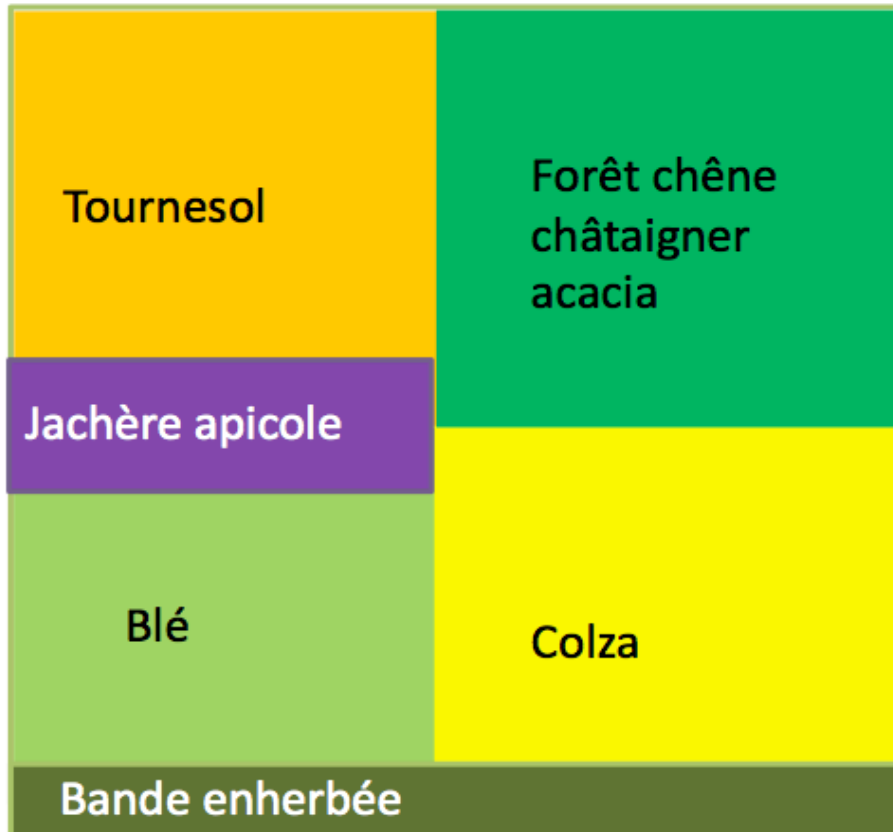 Tournesol
Forêt chêne
châtaigner
acacia
Jachère apicole
Blé
Colza
Bande enherbée